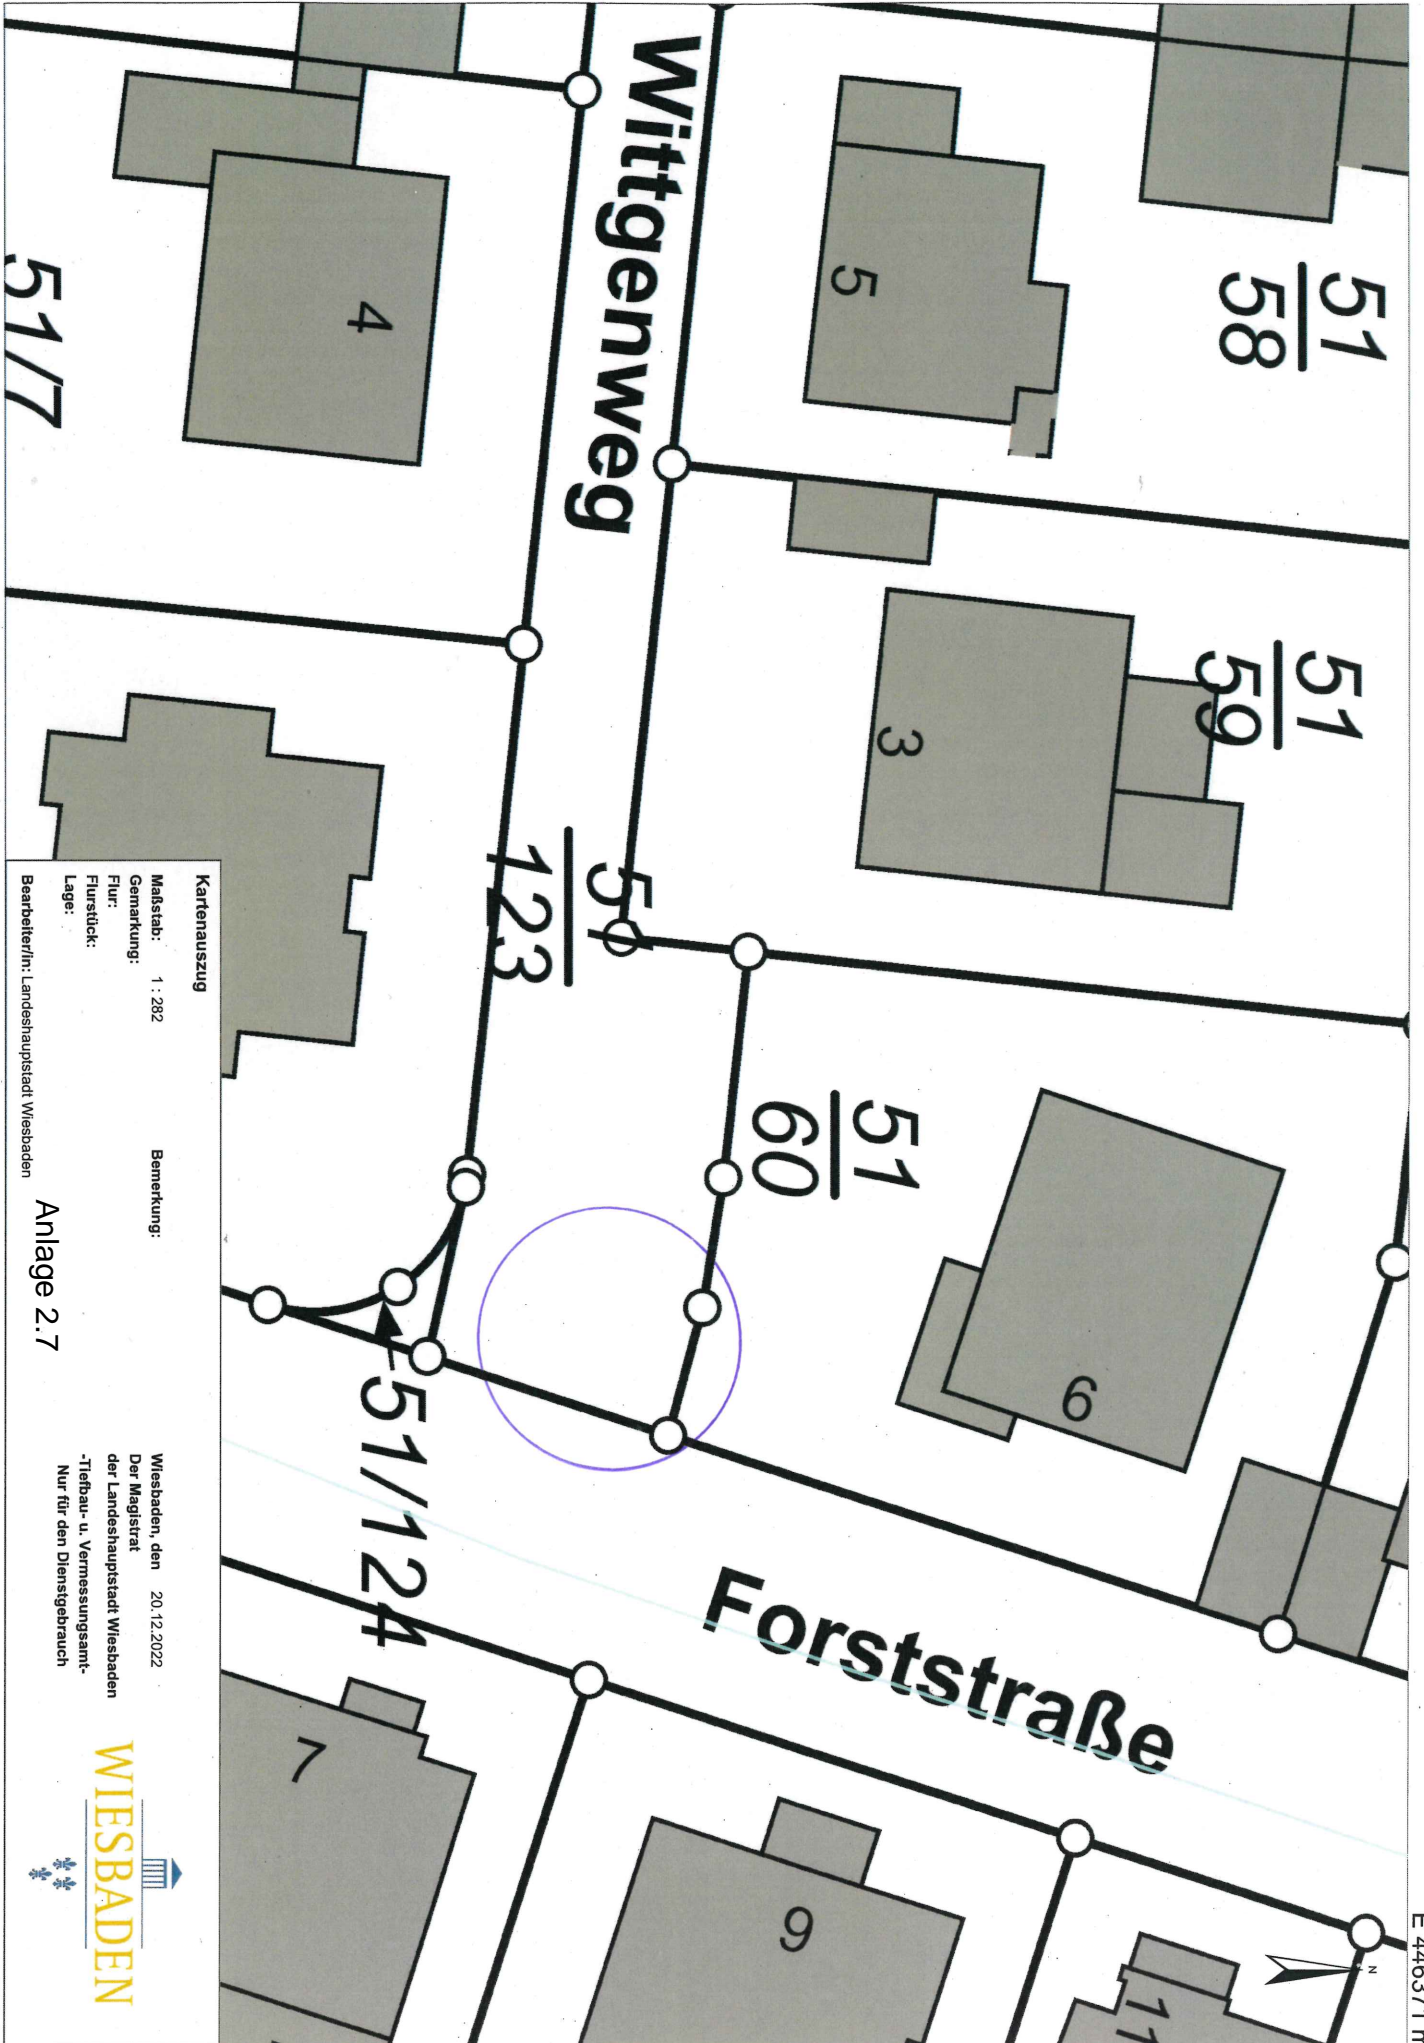 E 446371 m
N
51
58
51
59
5
3
51
60
6
Wittgenweg
4
51/7
123
51/124
Forststraße
7
9
11
Kartenauszug
Maßstab: 1 : 282
Gemarkung:
Flur:
Flurstück:
Lage:
Bearbeiter/in: Landeshauptstadt Wiesbaden
Bemerkung:
Anlage 2.7
Wiesbaden, den 20.12.2022
Der Magistrat
der Landeshauptstadt Wiesbaden
-Tiefbau- u. Vermessungsamt-
Nur für den Dienstgebrauch
WIESBADEN